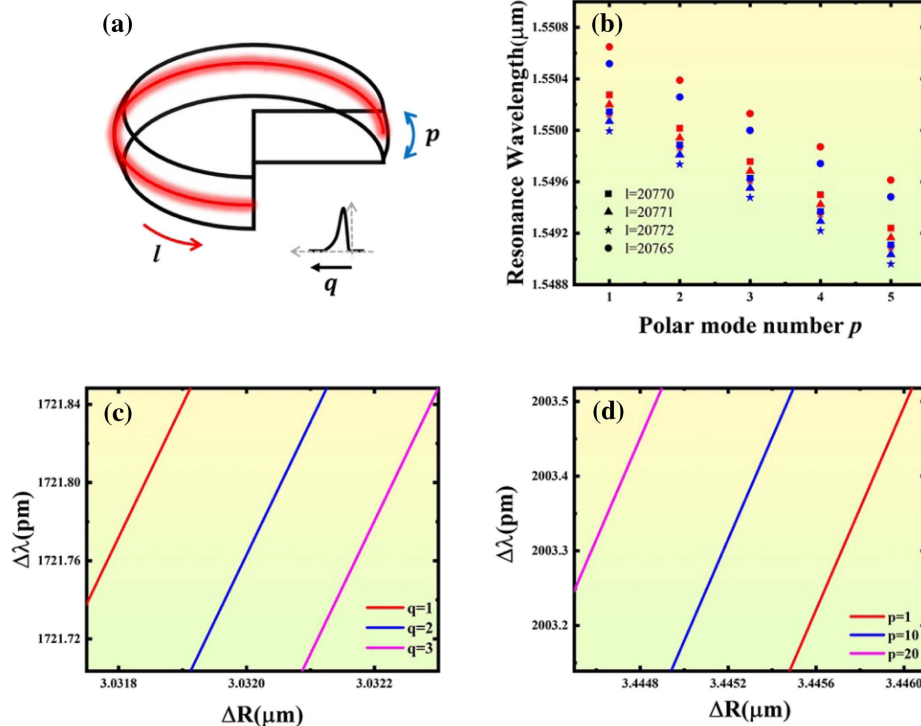 (a)
p
l
q
(b)
Resonance Wavelength(μm)
1.5508
1.5504
1.5500
1.5496
1.5492
1.5488
l=20770
l=20771
l=20772
l=20765
1 2 3 4 5
Polar mode number p
(c)
Δλ(pm)
1721.84
1721.80
1721.76
1721.72
q=1
q=2
q=3
3.0318 3.0320 3.0322
ΔR(μm)
(d)
Δλ(pm)
2003.5
2003.4
2003.3
2003.2
p=1
p=10
p=20
3.4448 3.4452 3.4456 3.4460
ΔR(μm)